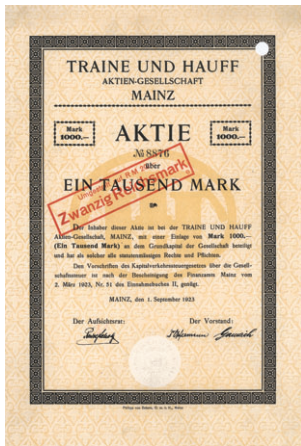 TRAINE UND HAUFF
AKTIEN-GESELLSCHAFT
MAINZ
Mark 1000.— AKTIE Mark 1000.—
№ 8876
über
EIN TAUSEND MARK
Zwanzig Reichsmark
Der Inhaber dieser Aktie ist bei der TRAINE UND HAUFF
Aktien-Gesellschaft, MAINZ, mit einer Einlage von Mark 1000.—
(Ein Tausend Mark) an dem Grundkapital der Gesellschaft beteiligt
und hat als solcher alle statutenmässigen Rechte und Pflichten.
Den Vorschriften des Kapitalverkehrssteuergesetzes über die Gesell-
schaftssteuer ist nach der Bescheinigung des Finanzamts Mainz vom
2. März 1923, Nr. 51 des Einnahmebuches II, genügt.
MAINZ, den 1. September 1923
Der Aufsichtsrat: Der Vorstand: